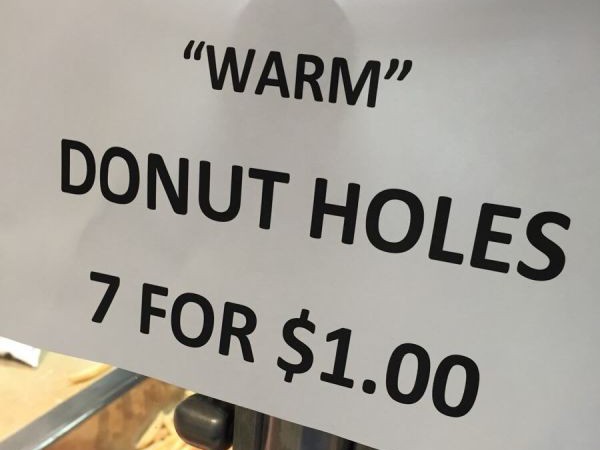 “WARM”
DONUT HOLES
7 FOR $1.00